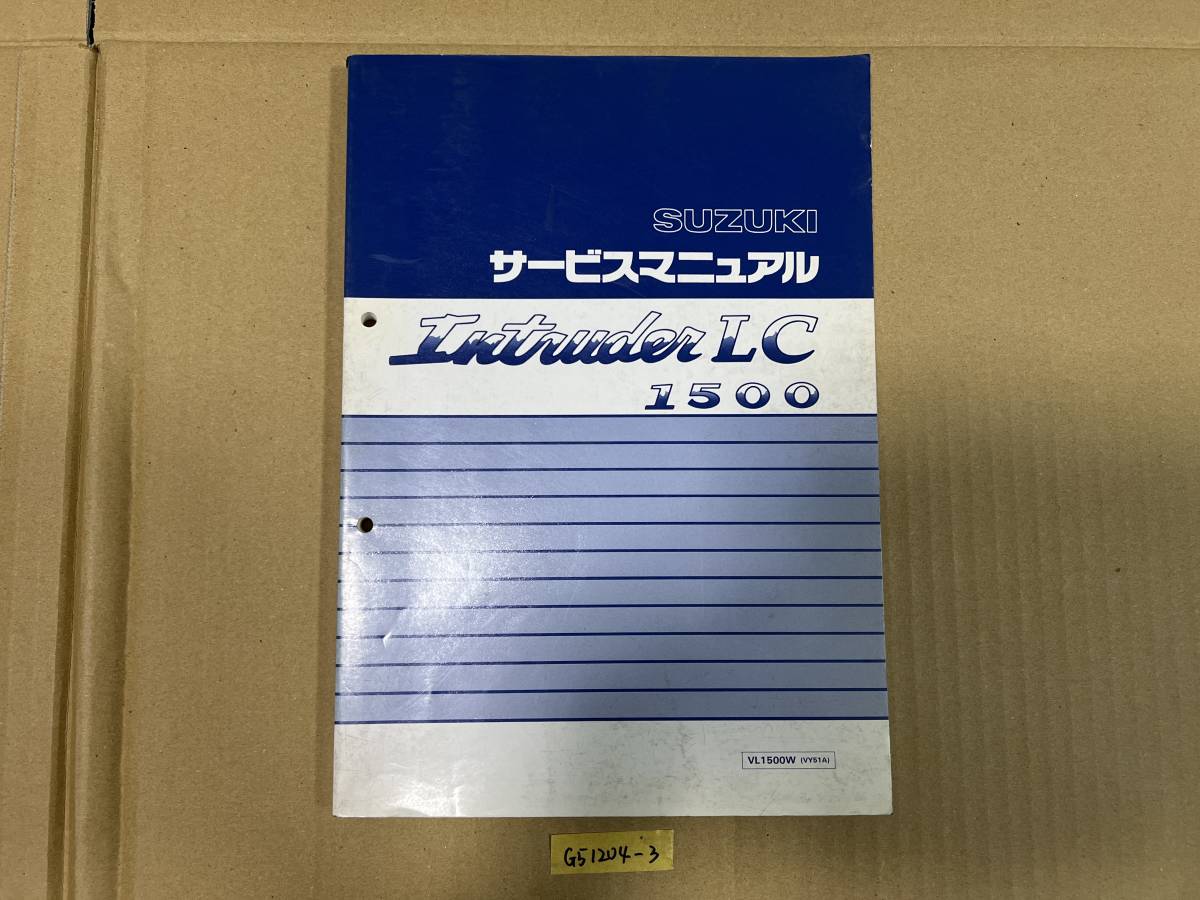 SUZUKI
サービスマニュアル
Intruder LC
1500
VL1500W (VY51A)
G51204-3